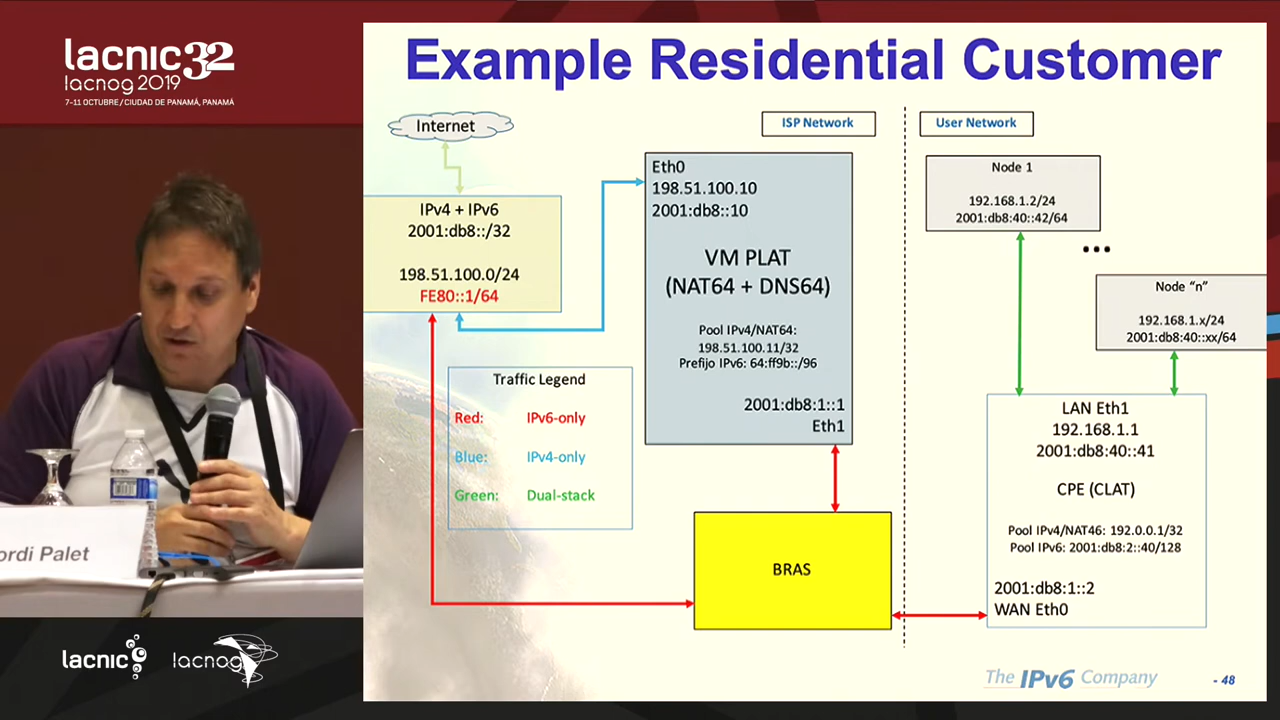 lacnic32
lacnog 2019
7-11 OCTUBRE / CIUDAD DE PANAMÁ, PANAMÁ
Example Residential Customer
Internet
ISP Network
User Network
IPv4 + IPv6
2001:db8::/32
198.51.100.0/24
FE80::1/64
Eth0
198.51.100.10
2001:db8::10
VM PLAT
(NAT64 + DNS64)
Pool IPv4/NAT64:
198.51.100.11/32
Prefijo IPv6: 64:ff9b::/96
2001:db8:1::1
Eth1
Node 1
192.168.1.2/24
2001:db8:40::42/64
...
Node "n"
192.168.1.x/24
2001:db8:40::xx/64
Traffic Legend
Red: IPv6-only
Blue: IPv4-only
Green: Dual-stack
LAN Eth1
192.168.1.1
2001:db8:40::41
CPE (CLAT)
Pool IPv4/NAT46: 192.0.0.1/32
Pool IPv6: 2001:db8:2::40/128
2001:db8:1::2
WAN Eth0
BRAS
ordi Palet
lacnic
lacnog
The IPv6 Company
- 48